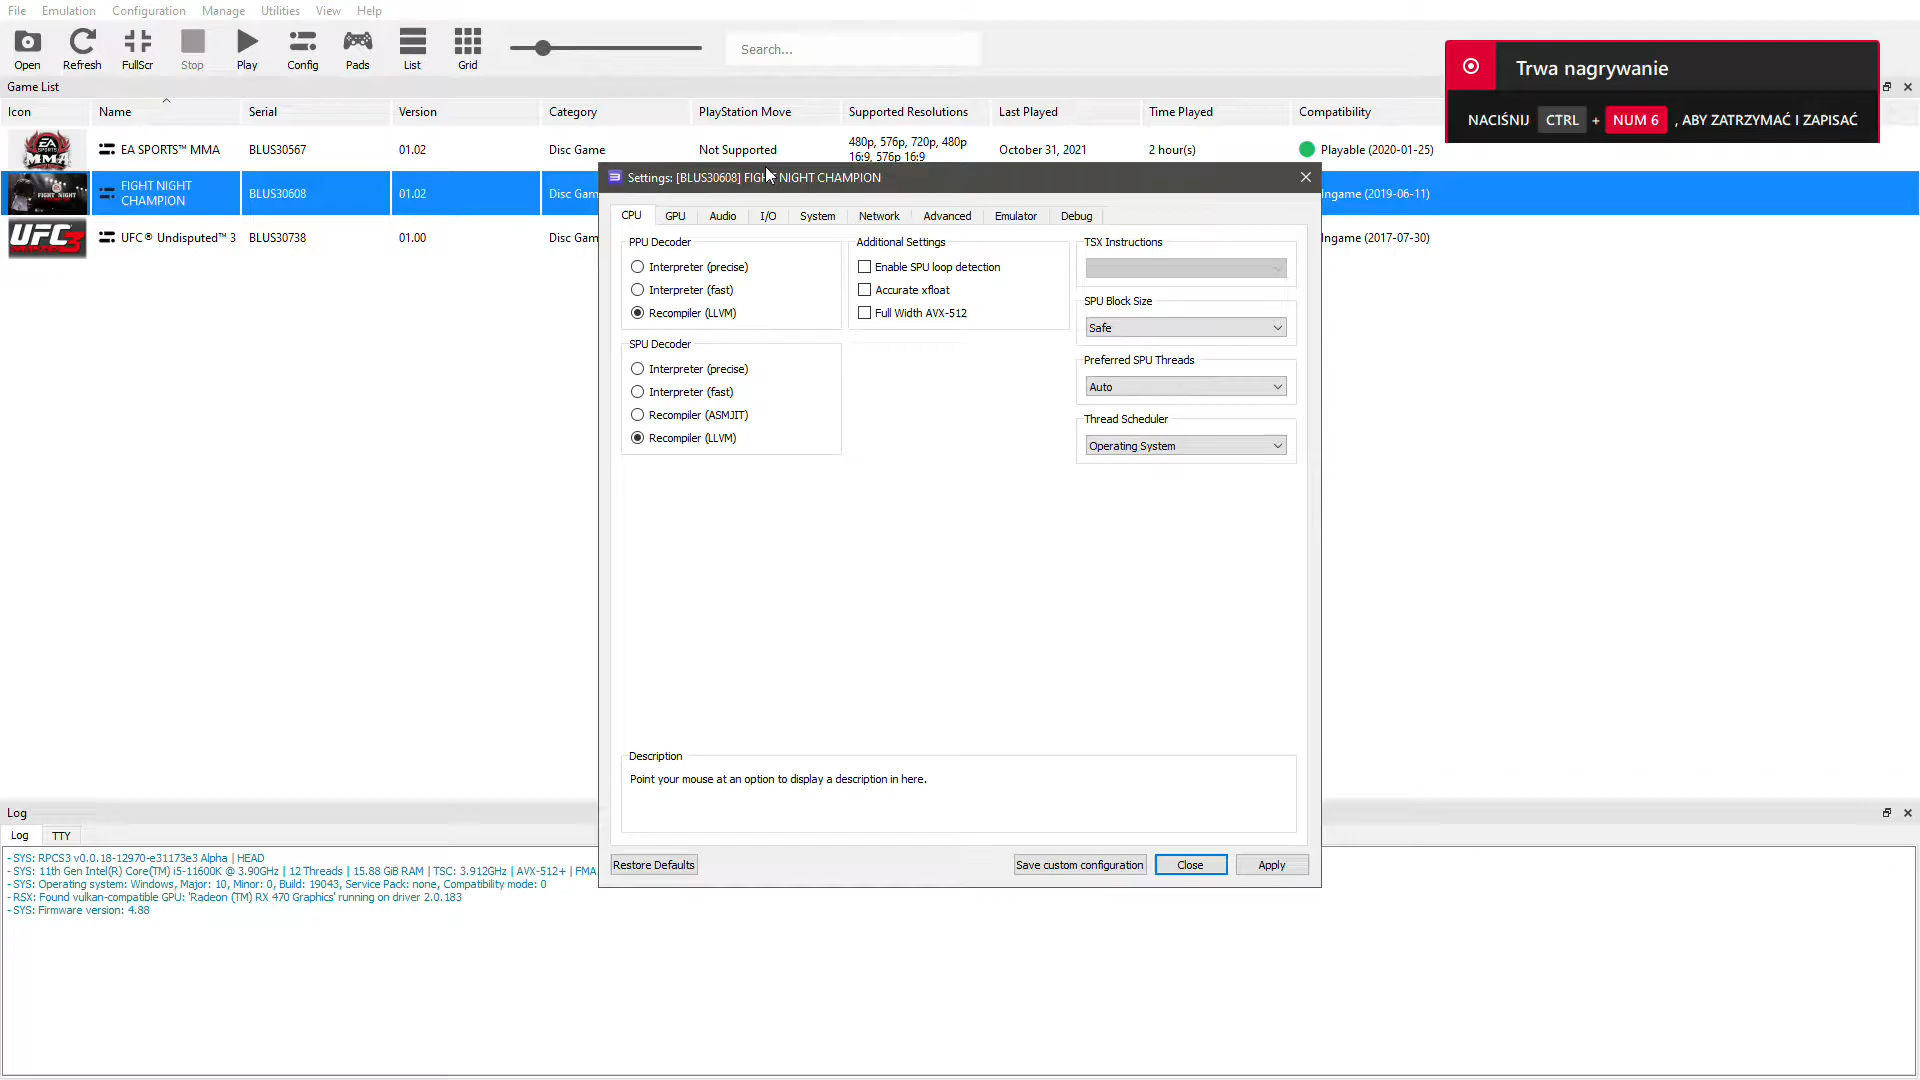 File Emulation Configuration Manage Utilities View Help
Open Refresh FullScr Stop Play Config Pads List Grid Search...
Trwa nagrywanie
NACIŚNIJ CTRL + NUM 6 , ABY ZATRZYMAĆ I ZAPISAĆ
Game List
Icon Name Serial Version Category PlayStation Move Supported Resolutions Last Played Time Played Compatibility
EA SPORTS MMA
EA SPORTS™ MMA BLUS30567 01.02 Disc Game Not Supported 480p, 576p, 720p, 480p
16:9, 576p 16:9
October 31, 2021 2 hour(s) Playable (2020-01-25)
FIGHT NIGHT
FIGHT NIGHT
CHAMPION
BLUS30608 01.02 Disc Gam Ingame (2019-06-11)
UFC 3
UFC® Undisputed™ 3 BLUS30738 01.00 Disc Gam Ingame (2017-07-30)
Settings: [BLUS30608] FIGHT NIGHT CHAMPION
CPU GPU Audio I/O System Network Advanced Emulator Debug
PPU Decoder
Interpreter (precise)
Interpreter (fast)
Recompiler (LLVM)
SPU Decoder
Interpreter (precise)
Interpreter (fast)
Recompiler (ASMJIT)
Recompiler (LLVM)
Additional Settings
Enable SPU loop detection
Accurate xfloat
Full Width AVX-512
TSX Instructions
SPU Block Size
Safe
Preferred SPU Threads
Auto
Thread Scheduler
Operating System
Description
Point your mouse at an option to display a description in here.
Restore Defaults Save custom configuration Close Apply
Log
Log TTY
- SYS: RPCS3 v0.0.18-12970-e31173e3 Alpha | HEAD
- SYS: 11th Gen Intel(R) Core(TM) i5-11600K @ 3.90GHz | 12 Threads | 15.88 GiB RAM | TSC: 3.912GHz | AVX-512+ | FMA
- SYS: Operating system: Windows, Major: 10, Minor: 0, Build: 19043, Service Pack: none, Compatibility mode: 0
- RSX: Found vulkan-compatible GPU: 'Radeon (TM) RX 470 Graphics' running on driver 2.0.183
- SYS: Firmware version: 4.88